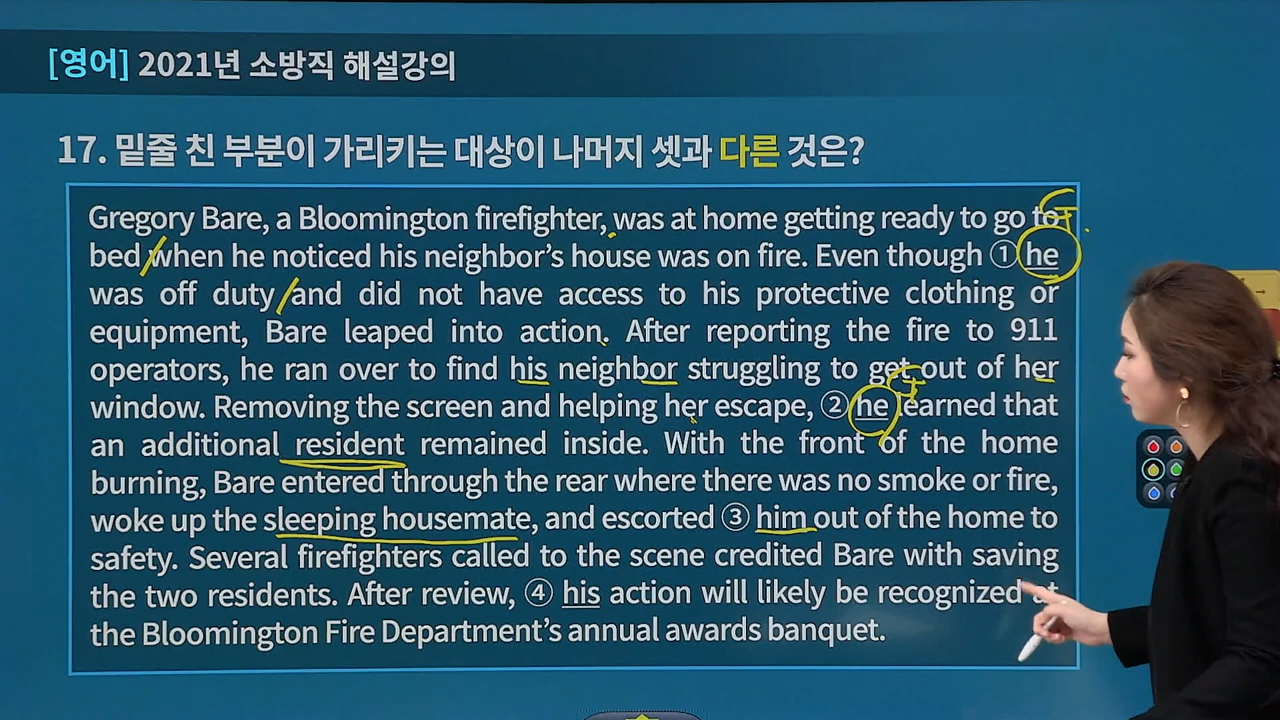 [영어] 2021년 소방직 해설강의
17. 밑줄 친 부분이 가리키는 대상이 나머지 셋과 다른 것은?
Gregory Bare, a Bloomington firefighter, was at home getting ready to go to
bed when he noticed his neighbor’s house was on fire. Even though ① he
was off duty and did not have access to his protective clothing or
equipment, Bare leaped into action. After reporting the fire to 911
operators, he ran over to find his neighbor struggling to get out of her
window. Removing the screen and helping her escape, ② he learned that
an additional resident remained inside. With the front of the home
burning, Bare entered through the rear where there was no smoke or fire,
woke up the sleeping housemate, and escorted ③ him out of the home to
safety. Several firefighters called to the scene credited Bare with saving
the two residents. After review, ④ his action will likely be recognized at
the Bloomington Fire Department’s annual awards banquet.